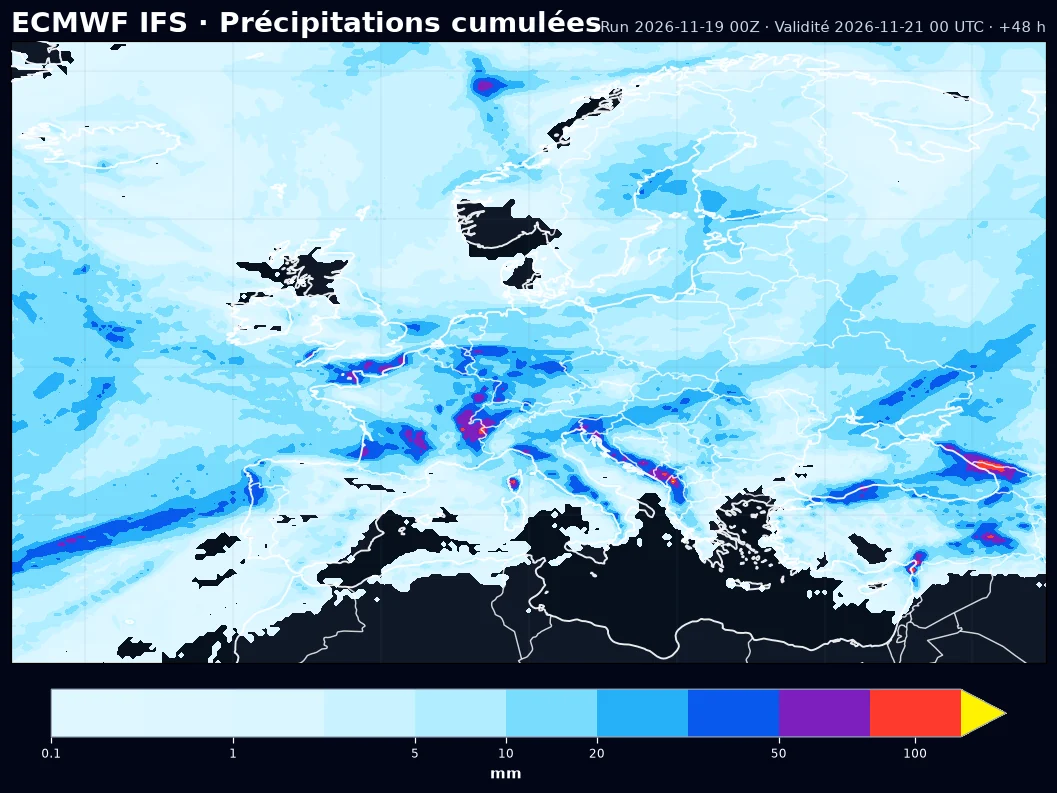 ECMWF IFS · Précipitations cumulées
Run 2026-11-19 00Z · Validité 2026-11-21 00 UTC · +48 h
0.1 1 5 10 20 50 100
mm